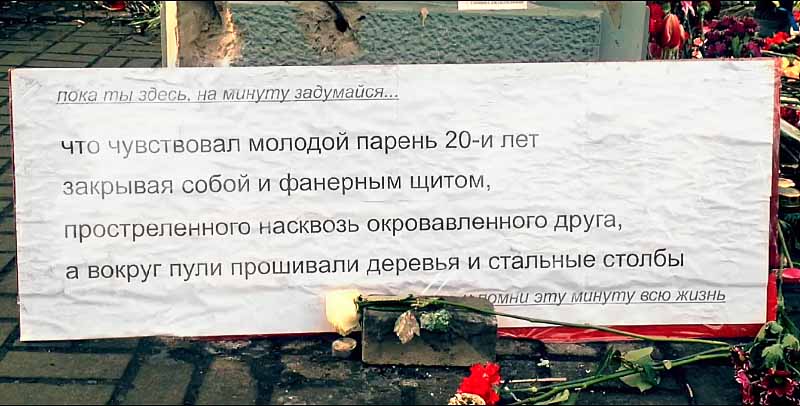 пока ты здесь, на минуту задумайся...
что чувствовал молодой парень 20-и лет
закрывая собой и фанерным щитом,
простреленного насквозь окровавленного друга,
а вокруг пули прошивали деревья и стальные столбы
помни эту минуту всю жизнь